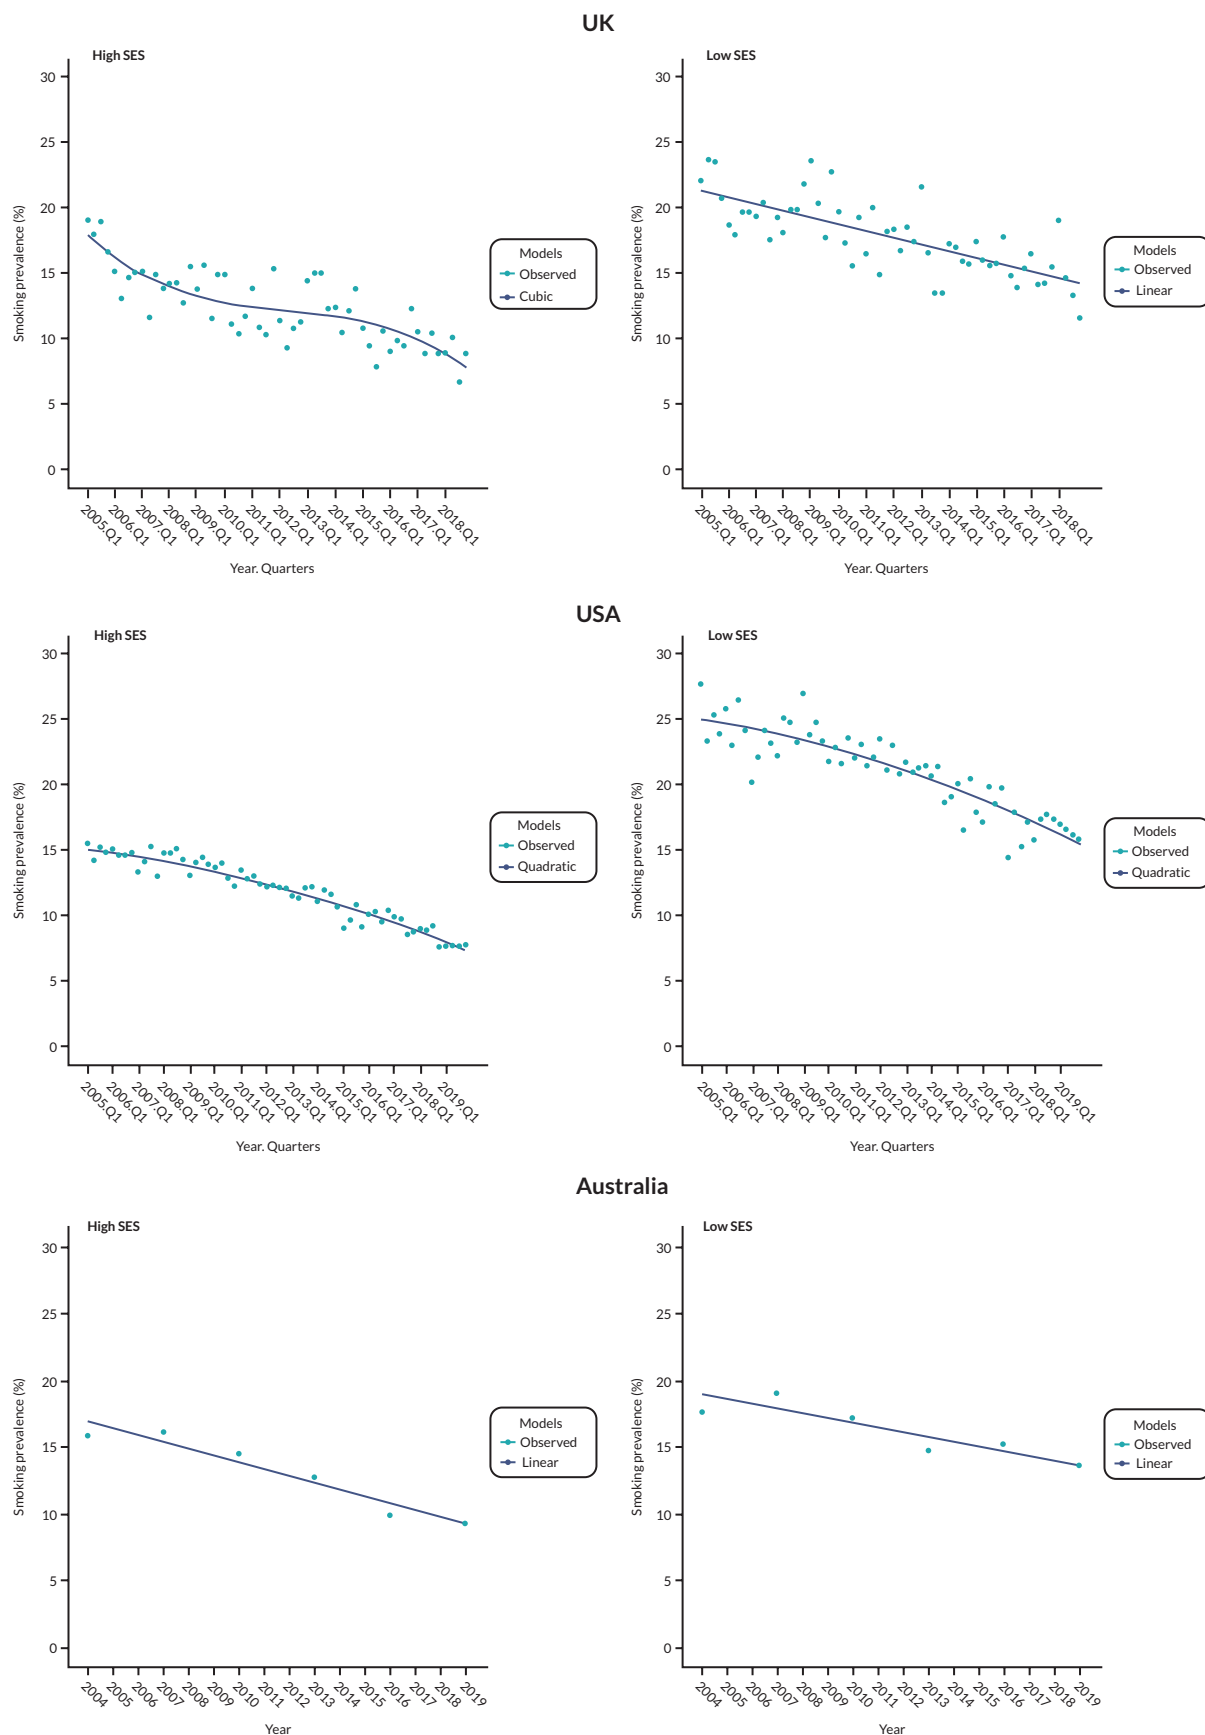 UK
High SES
30
25
20
15
10
5
0
Smoking prevalence (%)
2005.Q1
2006.Q1
2007.Q1
2008.Q1
2009.Q1
2010.Q1
2011.Q1
2012.Q1
2013.Q1
2014.Q1
2015.Q1
2016.Q1
2017.Q1
2018.Q1
Year. Quarters
Models
Observed
Cubic
Low SES
30
25
20
15
10
5
0
Smoking prevalence (%)
2005.Q1
2006.Q1
2007.Q1
2008.Q1
2009.Q1
2010.Q1
2011.Q1
2012.Q1
2013.Q1
2014.Q1
2015.Q1
2016.Q1
2017.Q1
2018.Q1
Year. Quarters
Models
Observed
Linear
USA
High SES
30
25
20
15
10
5
0
Smoking prevalence (%)
2005.Q1
2006.Q1
2007.Q1
2008.Q1
2009.Q1
2010.Q1
2011.Q1
2012.Q1
2013.Q1
2014.Q1
2015.Q1
2016.Q1
2017.Q1
2018.Q1
2019.Q1
Year. Quarters
Models
Observed
Quadratic
Low SES
30
25
20
15
10
5
0
Smoking prevalence (%)
2005.Q1
2006.Q1
2007.Q1
2008.Q1
2009.Q1
2010.Q1
2011.Q1
2012.Q1
2013.Q1
2014.Q1
2015.Q1
2016.Q1
2017.Q1
2018.Q1
2019.Q1
Year. Quarters
Models
Observed
Quadratic
Australia
High SES
30
25
20
15
10
5
0
Smoking prevalence (%)
2004
2005
2006
2007
2008
2009
2010
2011
2012
2013
2014
2015
2016
2017
2018
2019
Year
Models
Observed
Linear
Low SES
30
25
20
15
10
5
0
Smoking prevalence (%)
2004
2005
2006
2007
2008
2009
2010
2011
2012
2013
2014
2015
2016
2017
2018
2019
Year
Models
Observed
Linear